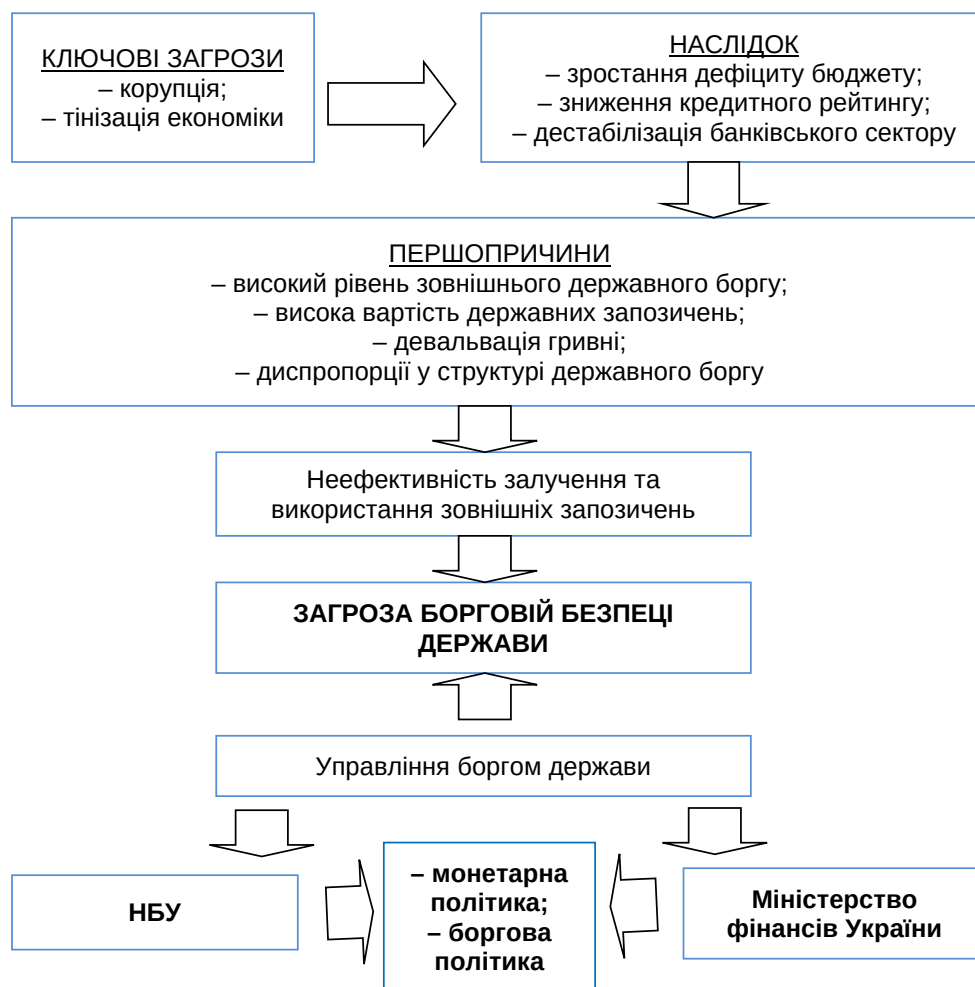 КЛЮЧОВІ ЗАГРОЗИ
– корупція;
– тінізація економіки
НАСЛІДОК
– зростання дефіциту бюджету;
– зниження кредитного рейтингу;
– дестабілізація банківського сектору
ПЕРШОПРИЧИНИ
– високий рівень зовнішнього державного боргу;
– висока вартість державних запозичень;
– девальвація гривні;
– диспропорції у структурі державного боргу
Неефективність залучення та
використання зовнішніх запозичень
ЗАГРОЗА БОРГОВІЙ БЕЗПЕЦІ
ДЕРЖАВИ
Управління боргом держави
НБУ
– монетарна
політика;
– боргова
політика
Міністерство
фінансів України